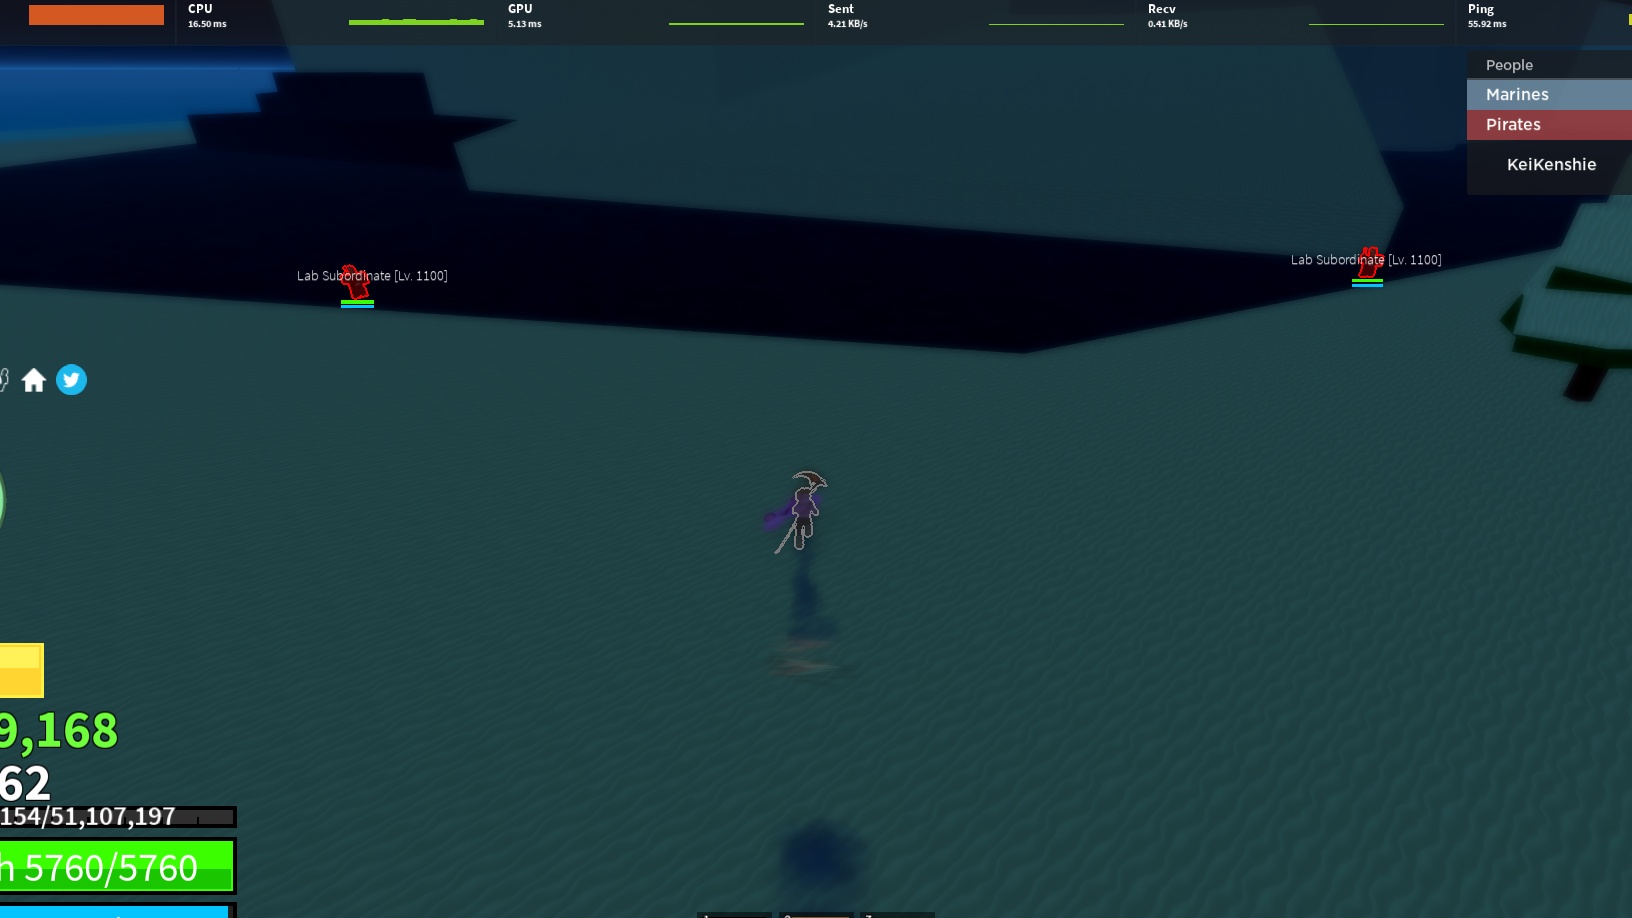 CPU
16.50 ms
GPU
5.13 ms
Sent
4.21 KB/s
Recv
0.41 KB/s
Ping
55.92 ms
People
Marines
Pirates
KeiKenshie
Lab Subordinate [Lv. 1100]
Lab Subordinate [Lv. 1100]
9,168
62
154/51,107,197
h 5760/5760